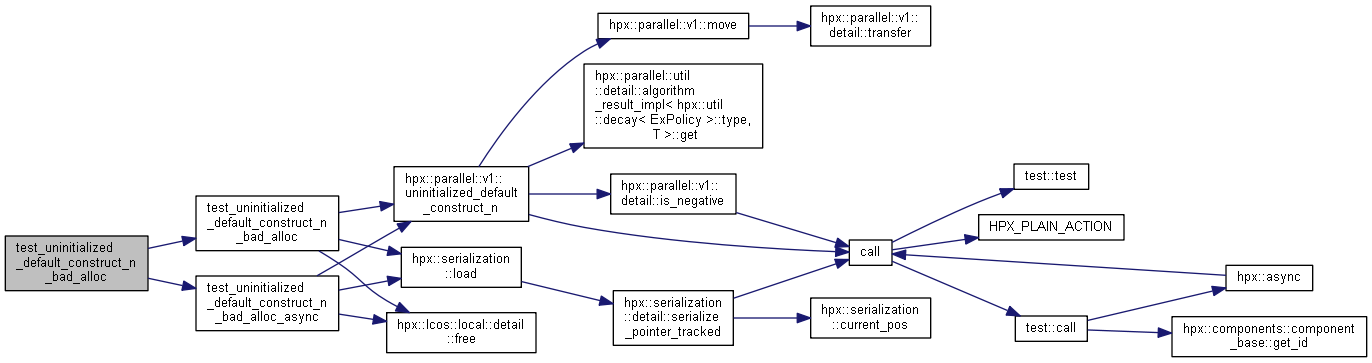 test_uninitialized
_default_construct_n
_bad_alloc
test_uninitialized
_default_construct_n
_bad_alloc
test_uninitialized
_default_construct_n
_bad_alloc_async
hpx::parallel::v1::
uninitialized_default
_construct_n
hpx::serialization
::load
hpx::lcos::local::detail
::free
hpx::parallel::v1::move
hpx::parallel::util
::detail::algorithm
_result_impl< hpx::util
::decay< ExPolicy >::type,
T >::get
hpx::parallel::v1::
detail::is_negative
hpx::serialization
::detail::serialize
_pointer_tracked
hpx::parallel::v1::
detail::transfer
call
hpx::serialization
::current_pos
test::test
HPX_PLAIN_ACTION
test::call
hpx::async
hpx::components::component
_base::get_id